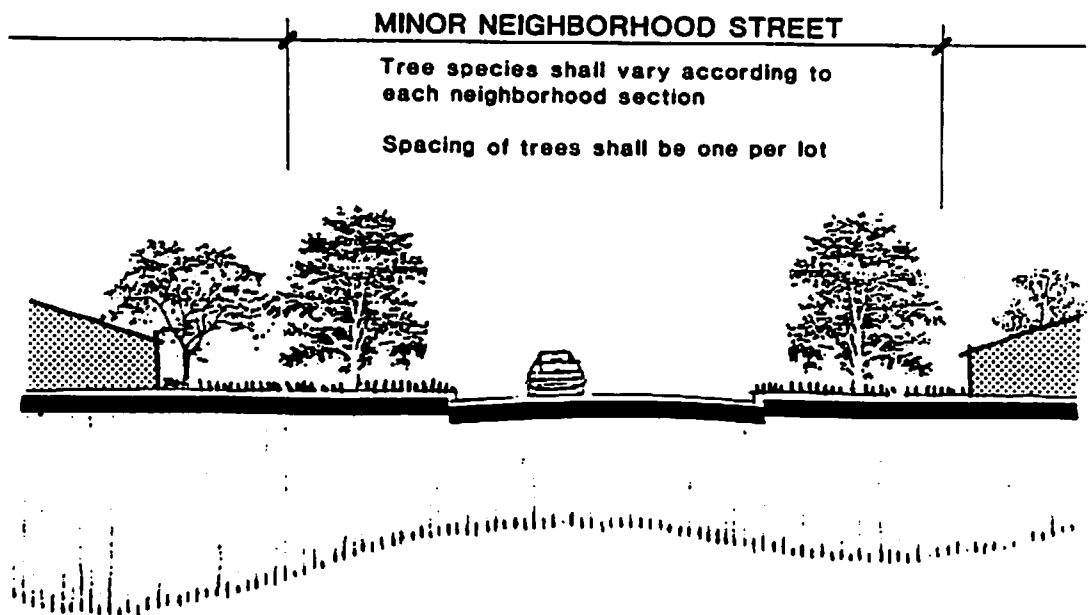 MINOR NEIGHBORHOOD STREET
Tree species shall vary according to
each neighborhood section
Spacing of trees shall be one per lot